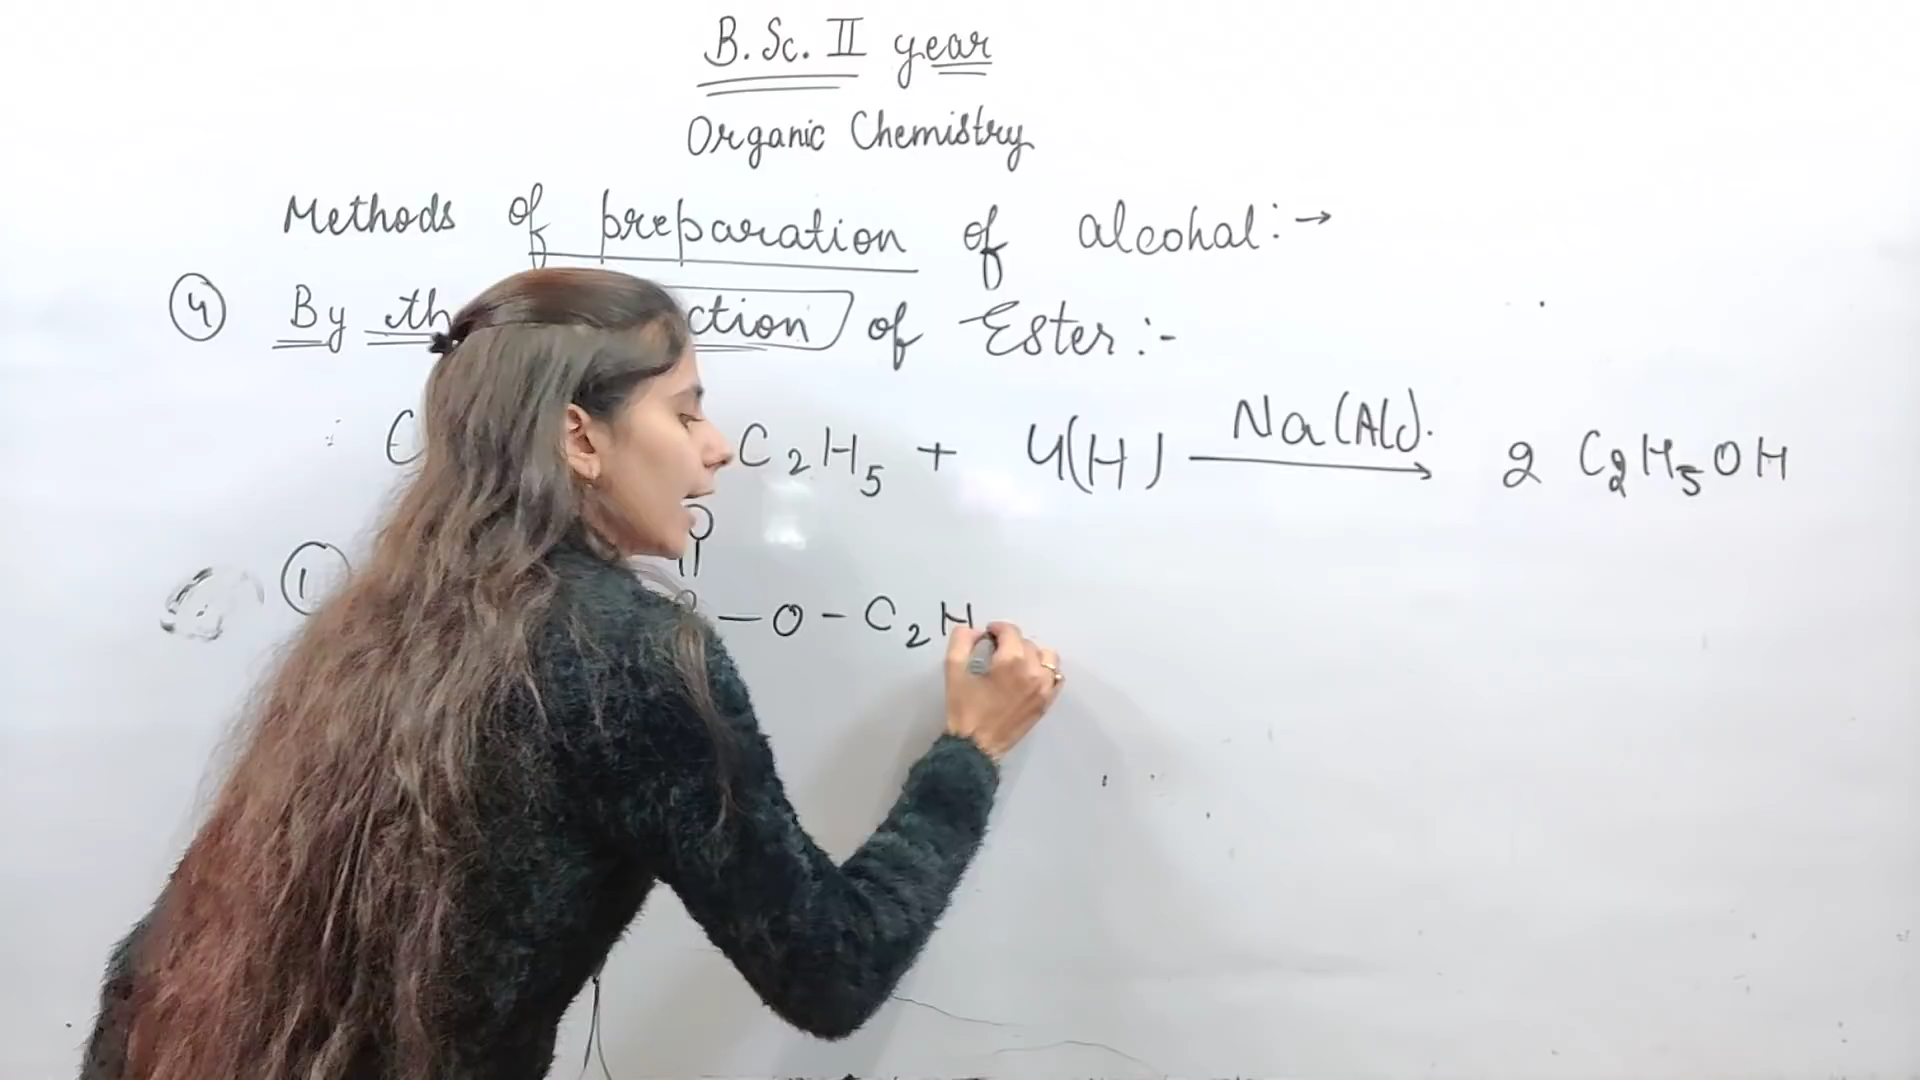 B.Sc. II year
Organic Chemistry
Methods of preparation of alcohal:→
④ By of Ester:-
C₂H₅ + 4(H) Na(Alc). → 2 C₂H₅OH
① O
-O-C₂H